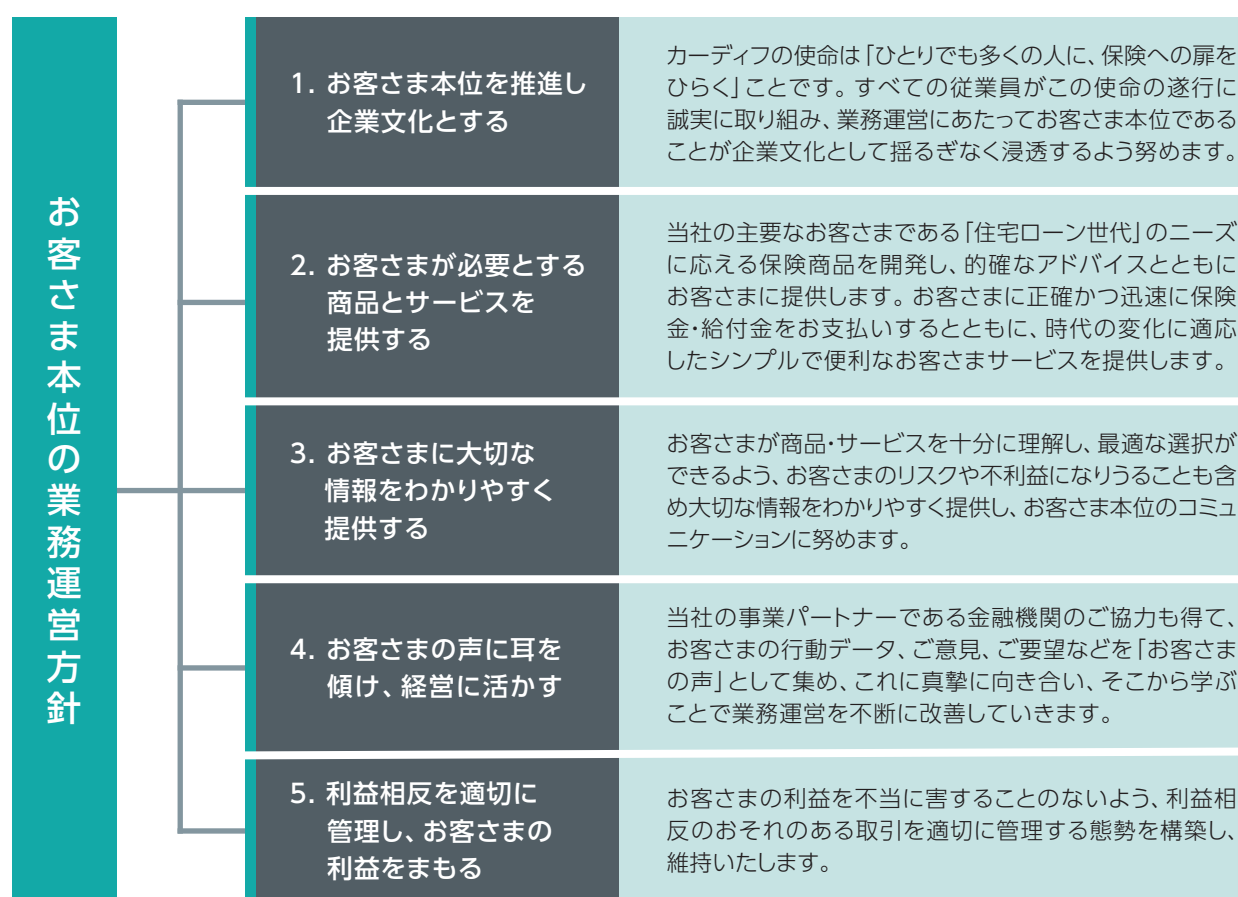 お客さま本位の業務運営方針
1. お客さま本位を推進し
企業文化とする
カーディフの使命は「ひとりでも多くの人に、保険への扉を
ひらく」ことです。すべての従業員がこの使命の遂行に
誠実に取り組み、業務運営にあたってお客さま本位である
ことが企業文化として揺るぎなく浸透するよう努めます。
2. お客さまが必要とする
商品とサービスを
提供する
当社の主要なお客さまである「住宅ローン世代」のニーズ
に応える保険商品を開発し、的確なアドバイスとともに
お客さまに提供します。お客さまに正確かつ迅速に保険
金・給付金をお支払いするとともに、時代の変化に適応
したシンプルで便利なお客さまサービスを提供します。
3. お客さまに大切な
情報をわかりやすく
提供する
お客さまが商品・サービスを十分に理解し、最適な選択が
できるよう、お客さまのリスクや不利益になりうることも含
め大切な情報をわかりやすく提供し、お客さま本位のコミュ
ニケーションに努めます。
4. お客さまの声に耳を
傾け、経営に活かす
当社の事業パートナーである金融機関のご協力も得て、
お客さまの行動データ、ご意見、ご要望などを「お客さま
の声」として集め、これに真摯に向き合い、そこから学ぶ
ことで業務運営を不断に改善していきます。
5. 利益相反を適切に
管理し、お客さまの
利益をまもる
お客さまの利益を不当に害することのないよう、利益相
反のおそれのある取引を適切に管理する態勢を構築し、
維持いたします。